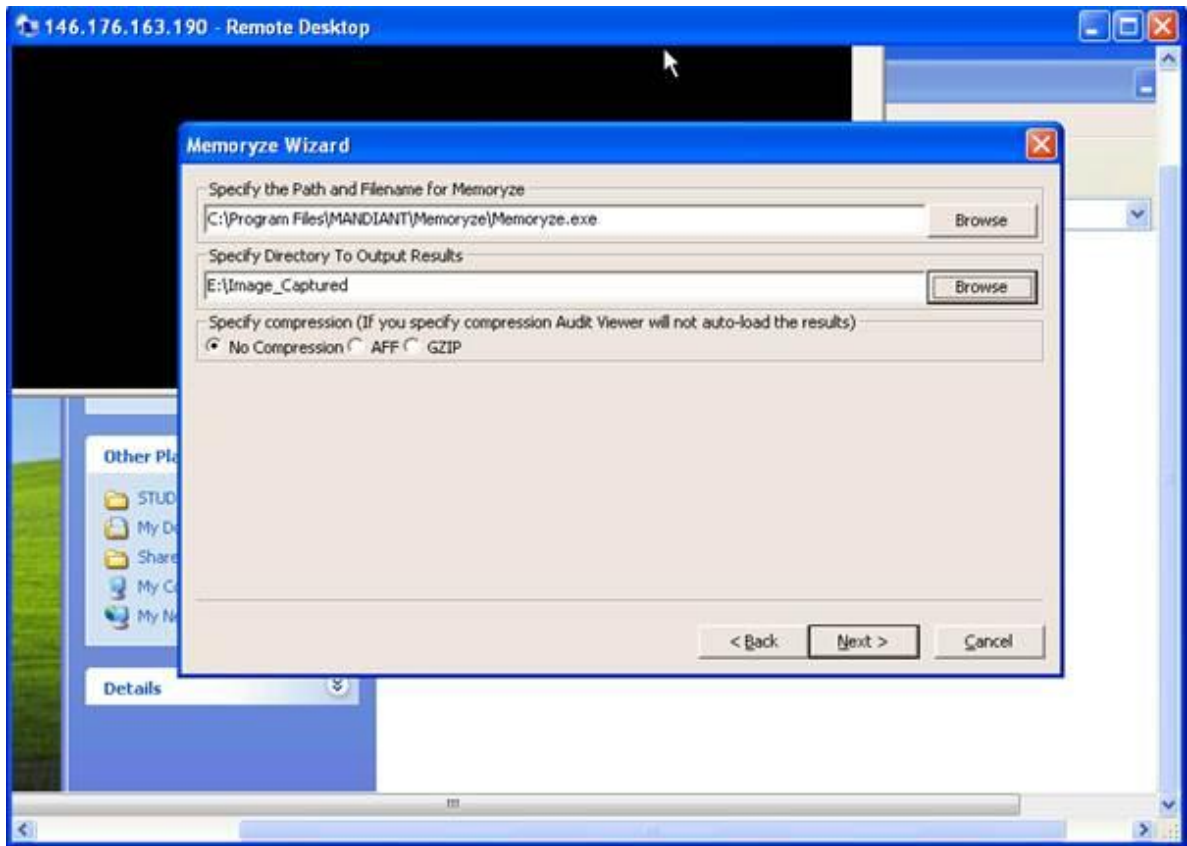 146.176.163.190 - Remote Desktop
Memoryze Wizard
Specify the Path and Filename for Memoryze
C:\Program Files\MANDIANT\Memoryze\Memoryze.exe
Browse
Specify Directory To Output Results
E:\Image_Captured
Browse
Specify compression (If you specify compression Audit Viewer will not auto-load the results)
No Compression AFF GZIP
Other Pla
STUD
My Do
Share
My Co
My Ne
Details
< Back Next > Cancel